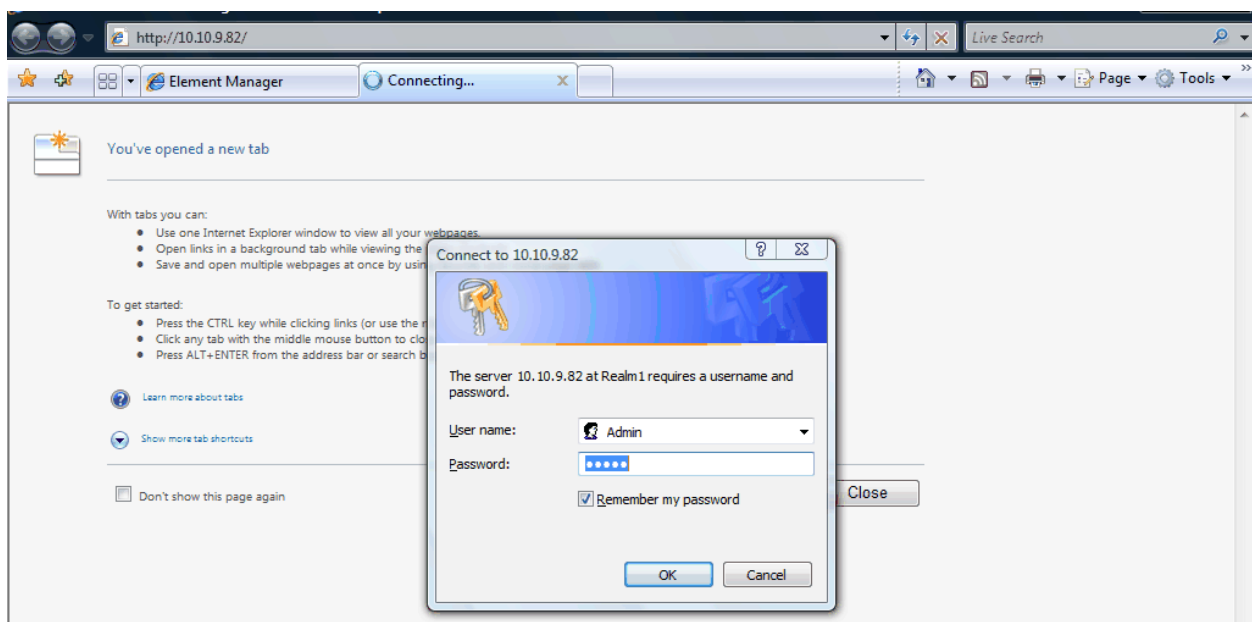 http://10.10.9.82/
Live Search
Element Manager
Connecting...
Page
Tools
You've opened a new tab
With tabs you can:
Use one Internet Explorer window to view all your webpages.
Open links in a background tab while viewing the
Save and open multiple webpages at once by usin
To get started:
Press the CTRL key while clicking links (or use the
Click any tab with the middle mouse button to clo
Press ALT+ENTER from the address bar or search b
Learn more about tabs
Show more tab shortcuts
Don't show this page again
Close
Connect to 10.10.9.82
The server 10.10.9.82 at Realm1 requires a username and
password.
User name:
Admin
Password:
•••••
Remember my password
OK
Cancel